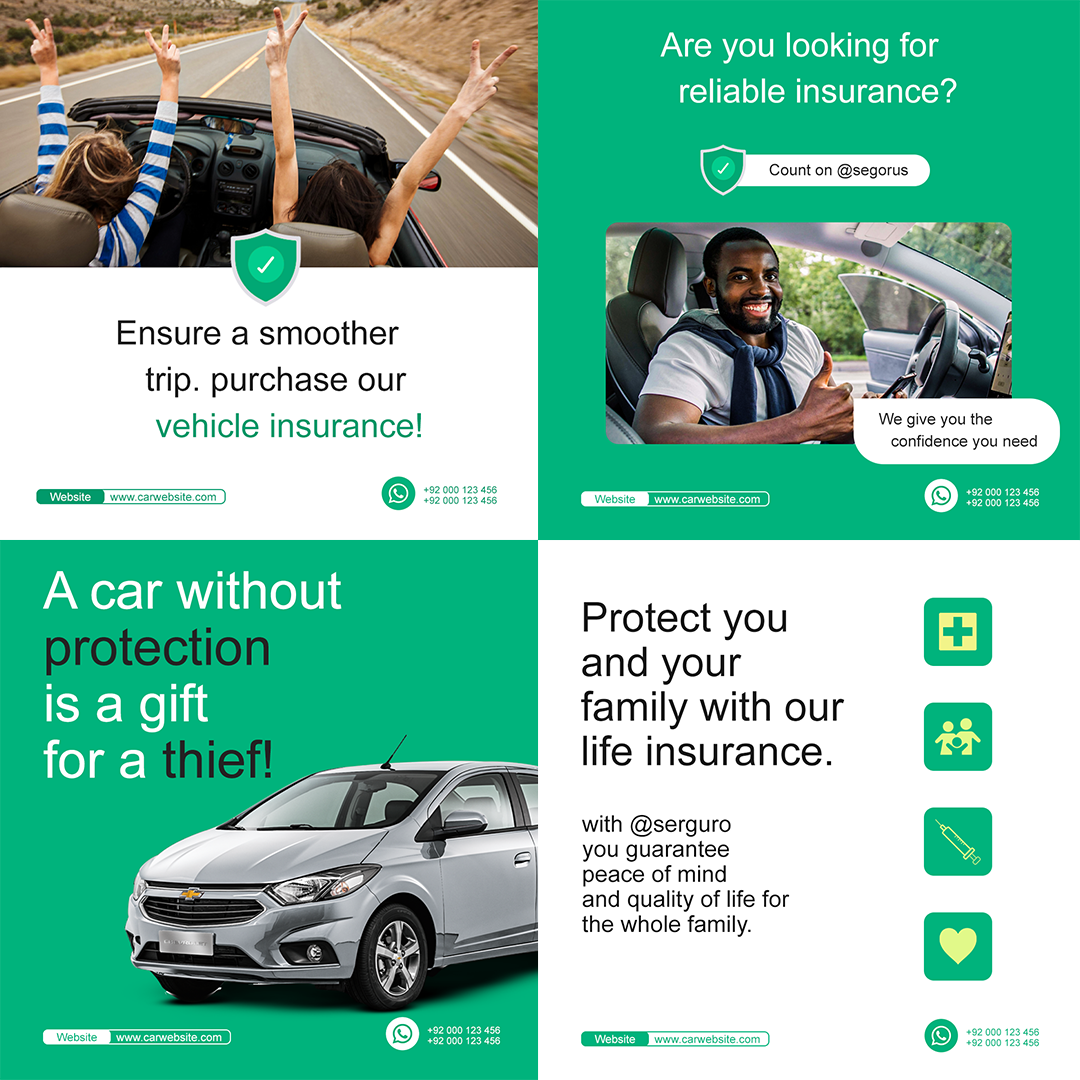 Ensure a smoother
trip. purchase our
vehicle insurance!
Website www.carwebsite.com
+92 000 123 456
+92 000 123 456
Are you looking for
reliable insurance?
Count on @segorus
We give you the
confidence you need
Website www.carwebsite.com
+92 000 123 456
+92 000 123 456
A car without
protection
is a gift
for a thief!
Website www.carwebsite.com
+92 000 123 456
+92 000 123 456
Protect you
and your
family with our
life insurance.
with @serguro
you guarantee
peace of mind
and quality of life for
the whole family.
Website www.carwebsite.com
+92 000 123 456
+92 000 123 456